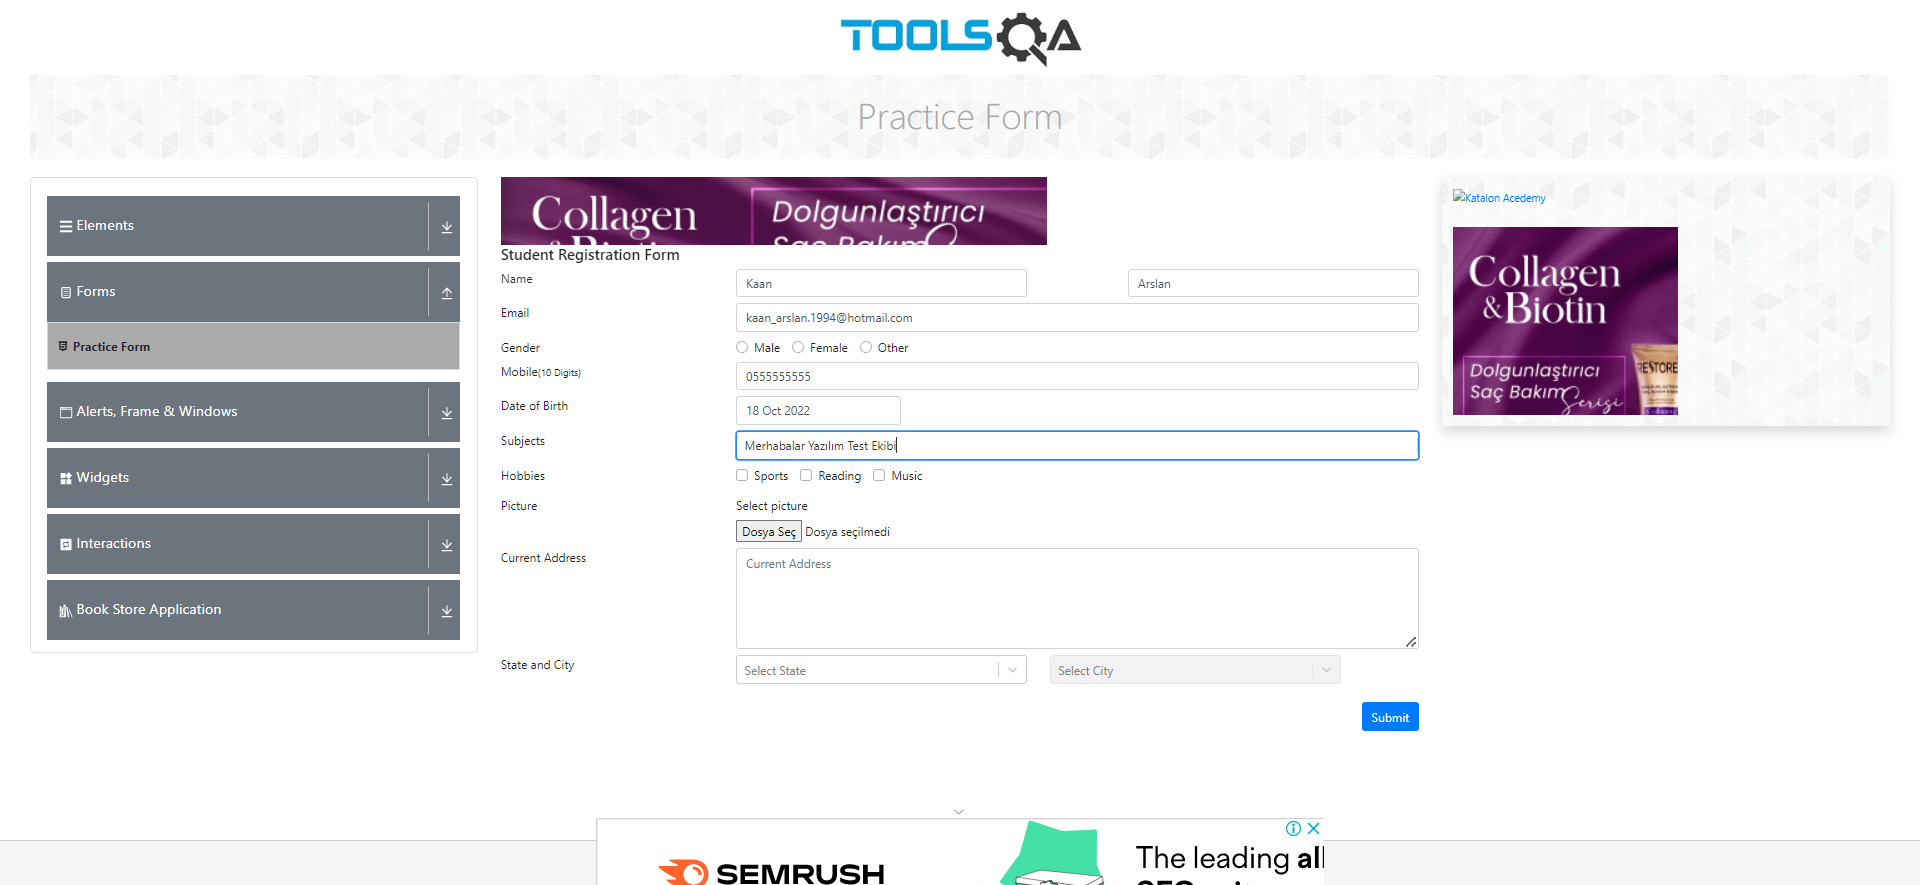 TOOLSQA
Practice Form
Elements
Forms
Practice Form
Alerts, Frame & Windows
Widgets
Interactions
Book Store Application
Collagen
Dolgunlaştırıcı
Saç Bakım
Student Registration Form
Name
Kaan
Arslan
Email
kaan_arslan.1994@hotmail.com
Gender
Male
Female
Other
Mobile(10 Digits)
0555555555
Date of Birth
18 Oct 2022
Subjects
Merhabalar Yazılım Test Ekibi
Hobbies
Sports
Reading
Music
Picture
Select picture
Dosya Seç Dosya seçilmedi
Current Address
Current Address
State and City
Select State
Select City
Submit
Katalon Acedemy
Collagen
&Biotin
Dolgunlaştırıcı
Saç Bakım
Serisi
RESTORE
SEMRUSH
The leading all